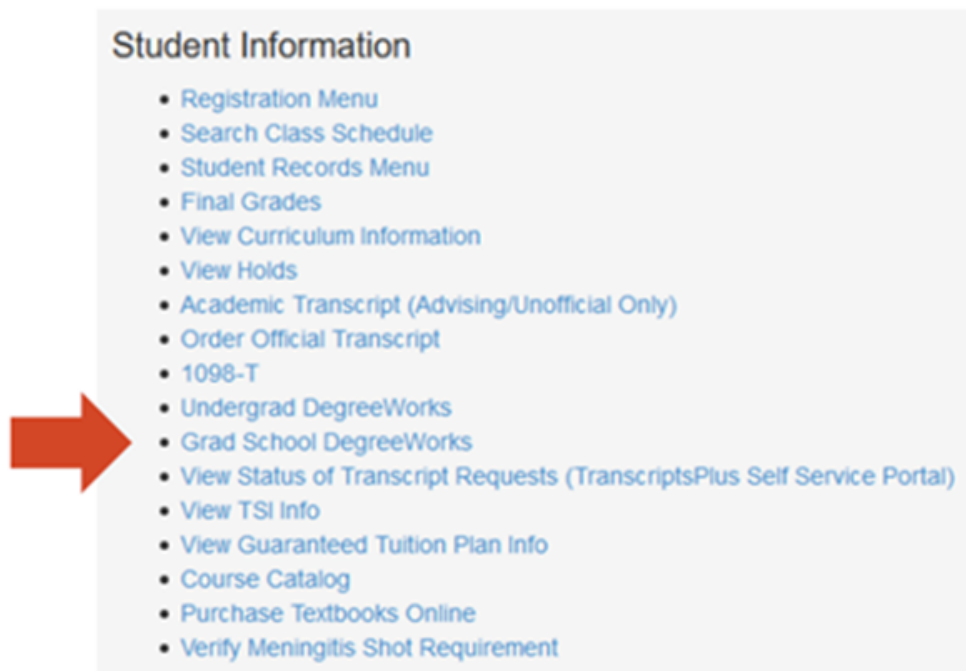 Student Information
Registration Menu
Search Class Schedule
Student Records Menu
Final Grades
View Curriculum Information
View Holds
Academic Transcript (Advising/Unofficial Only)
Order Official Transcript
1098-T
Undergrad DegreeWorks
Grad School DegreeWorks
View Status of Transcript Requests (TranscriptsPlus Self Service Portal)
View TSI Info
View Guaranteed Tuition Plan Info
Course Catalog
Purchase Textbooks Online
Verify Meningitis Shot Requirement